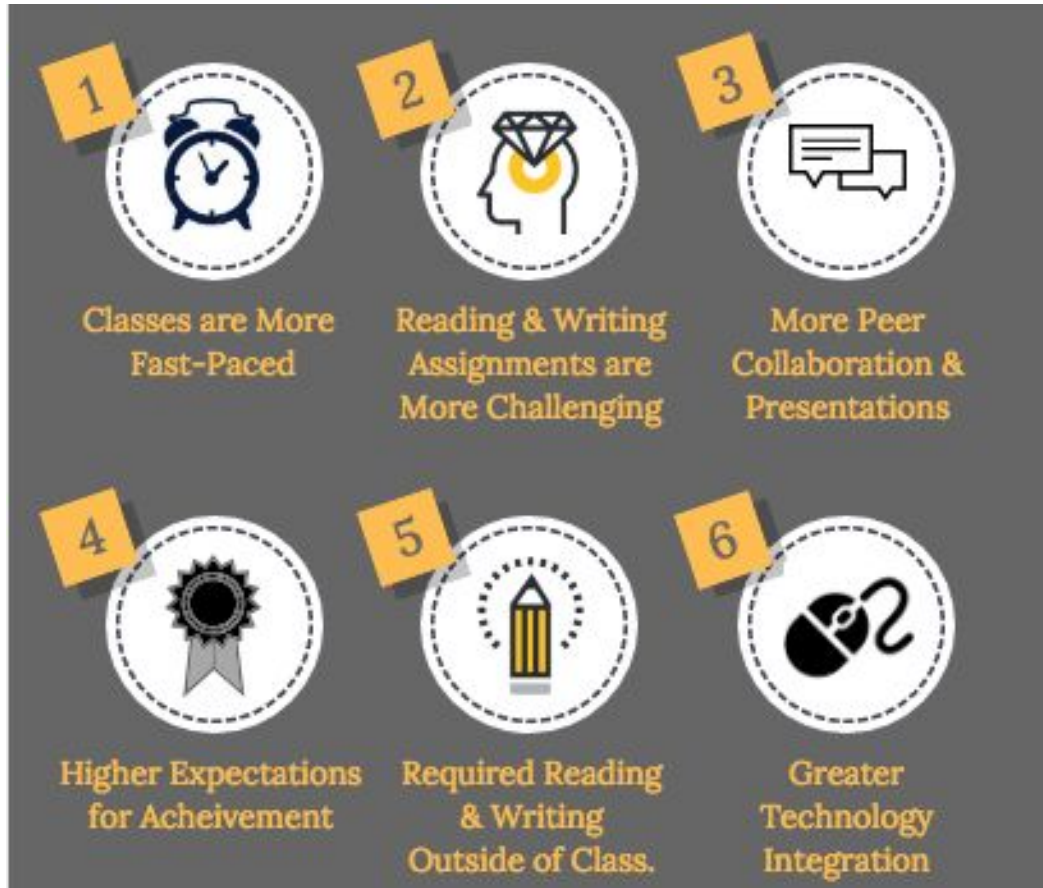 1
Classes are More
Fast-Paced
2
Reading & Writing
Assignments are
More Challenging
3
More Peer
Collaboration &
Presentations
4
Higher Expectations
for Acheivement
5
Required Reading
& Writing
Outside of Class.
6
Greater
Technology
Integration